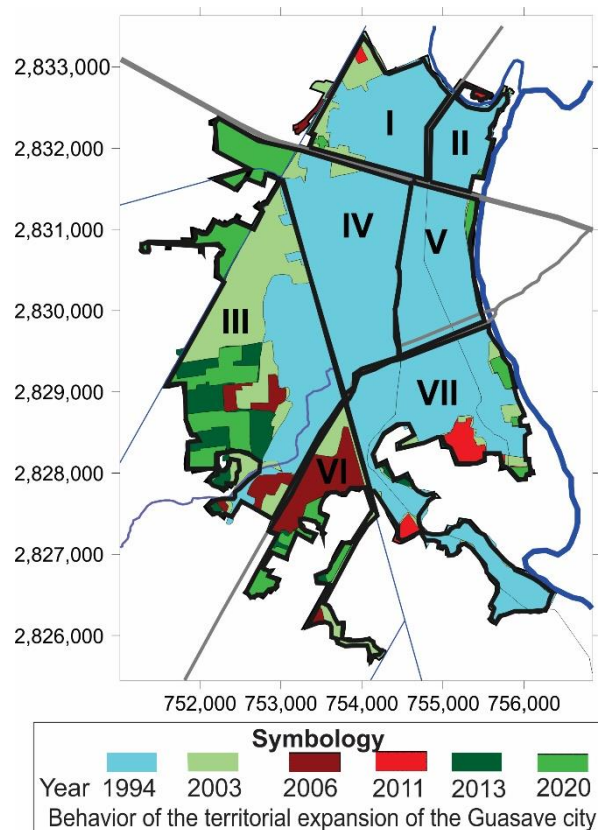 2,833,000
I
II
2,832,000
2,831,000
IV
V
2,830,000
III
2,829,000
VII
2,828,000
VI
2,827,000
2,826,000
752,000 753,000 754,000 755,000 756,000
Symbology
Year 1994 2003 2006 2011 2013 2020
Behavior of the territorial expansion of the Guasave city